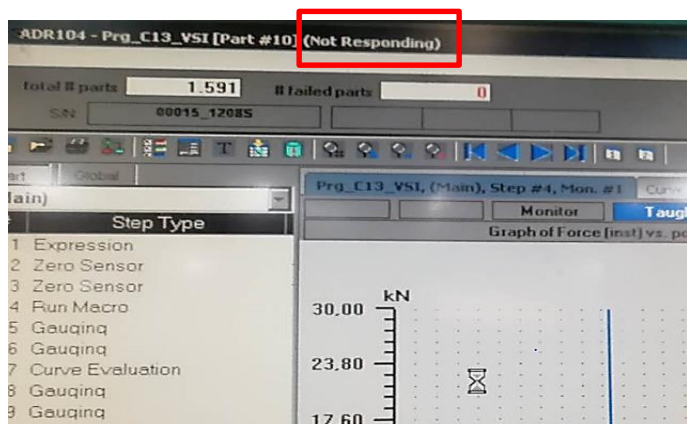 ADR104 - Prg_C13_VSI [Part #10] (Not Responding)
total # parts 1.591 # failed parts 0
S/N 00015_1208S
Global
Prg_C13_VSI, (Main), Step #4, Mon. #1 Curve
Main)
Monitor Taugh
Step Type
Graph of Force (inst) vs. po
1 Expression
2 Zero Sensor
3 Zero Sensor
4 Run Macro
5 Gauging
6 Gauging
7 Curve Evaluation
8 Gauging
9 Gauging
kN
30,00
23,80
17,60